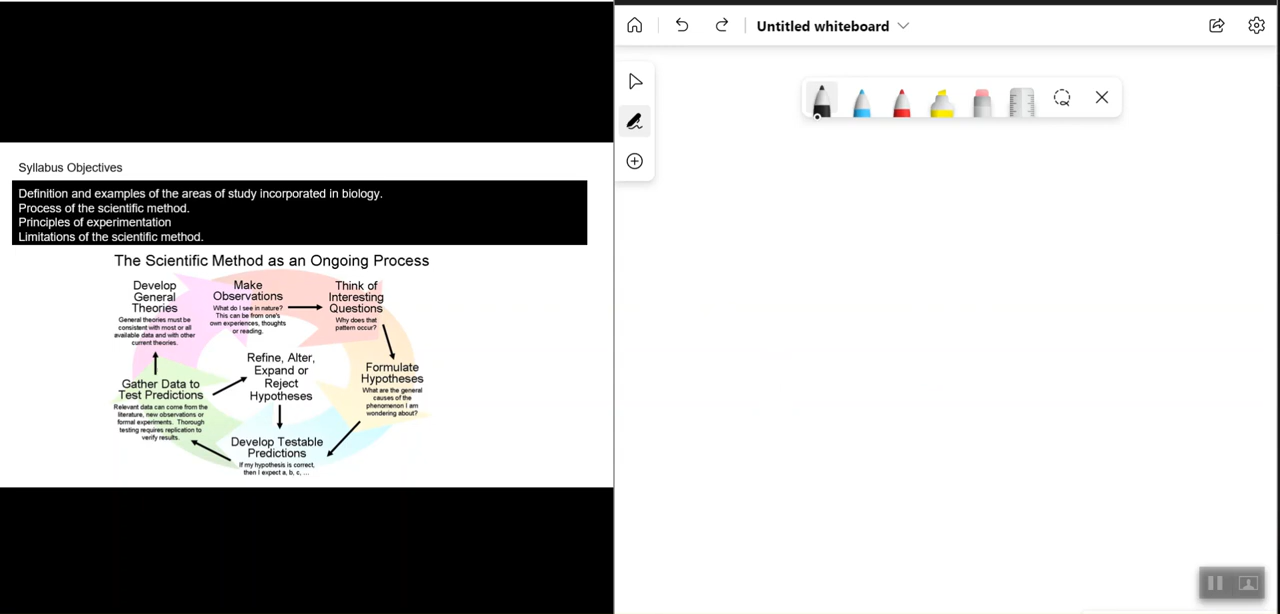 Untitled whiteboard
Syllabus Objectives
Definition and examples of the areas of study incorporated in biology.
Process of the scientific method.
Principles of experimentation
Limitations of the scientific method.
The Scientific Method as an Ongoing Process
Make
Observations
What do I see in nature?
This can be from one's
own experiences, thoughts
or reading.
Think of
Interesting
Questions
Why does that
pattern occur?
Formulate
Hypotheses
What are the general
causes of the
phenomenon I am
wondering about?
Develop Testable
Predictions
If my hypothesis is correct,
then I expect a, b, c, ...
Gather Data to
Test Predictions
Relevant data can come from the
literature, new observations or
formal experiments. Thorough
testing requires replication to
verify results.
Refine, Alter,
Expand or
Reject
Hypotheses
Develop
General
Theories
General theories must be
consistent with most or all
available data and with other
current theories.